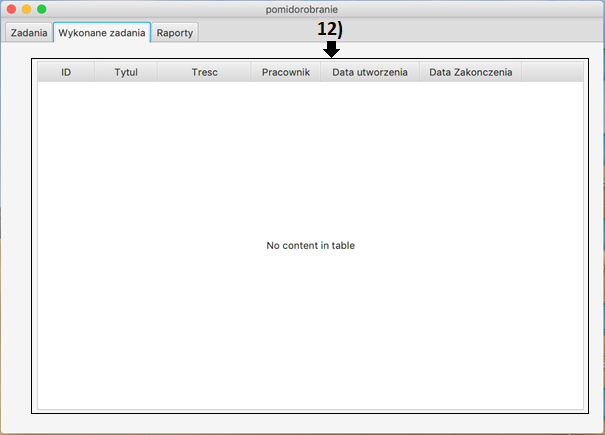 pomidorobranie
Zadania Wykonane zadania Raporty
12)
ID Tytul Tresc Pracownik Data utworzenia Data Zakonczenia
No content in table